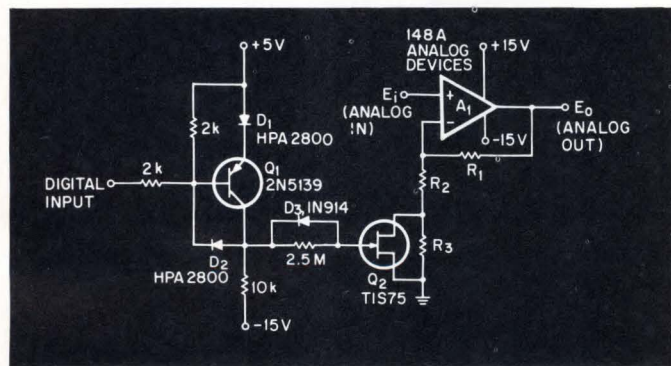 148A
ANALOG
DEVICES
+5V
+15V
Ei
(ANALOG
IN)
+
A1
−
Eo
(ANALOG
OUT)
-15V
D1
HPA 2800
2k
R1
Q1
2N5139
R2
DIGITAL
INPUT
2k
D3, IN914
D2
HPA 2800
2.5 M
R3
Q2
TIS75
10k
-15V